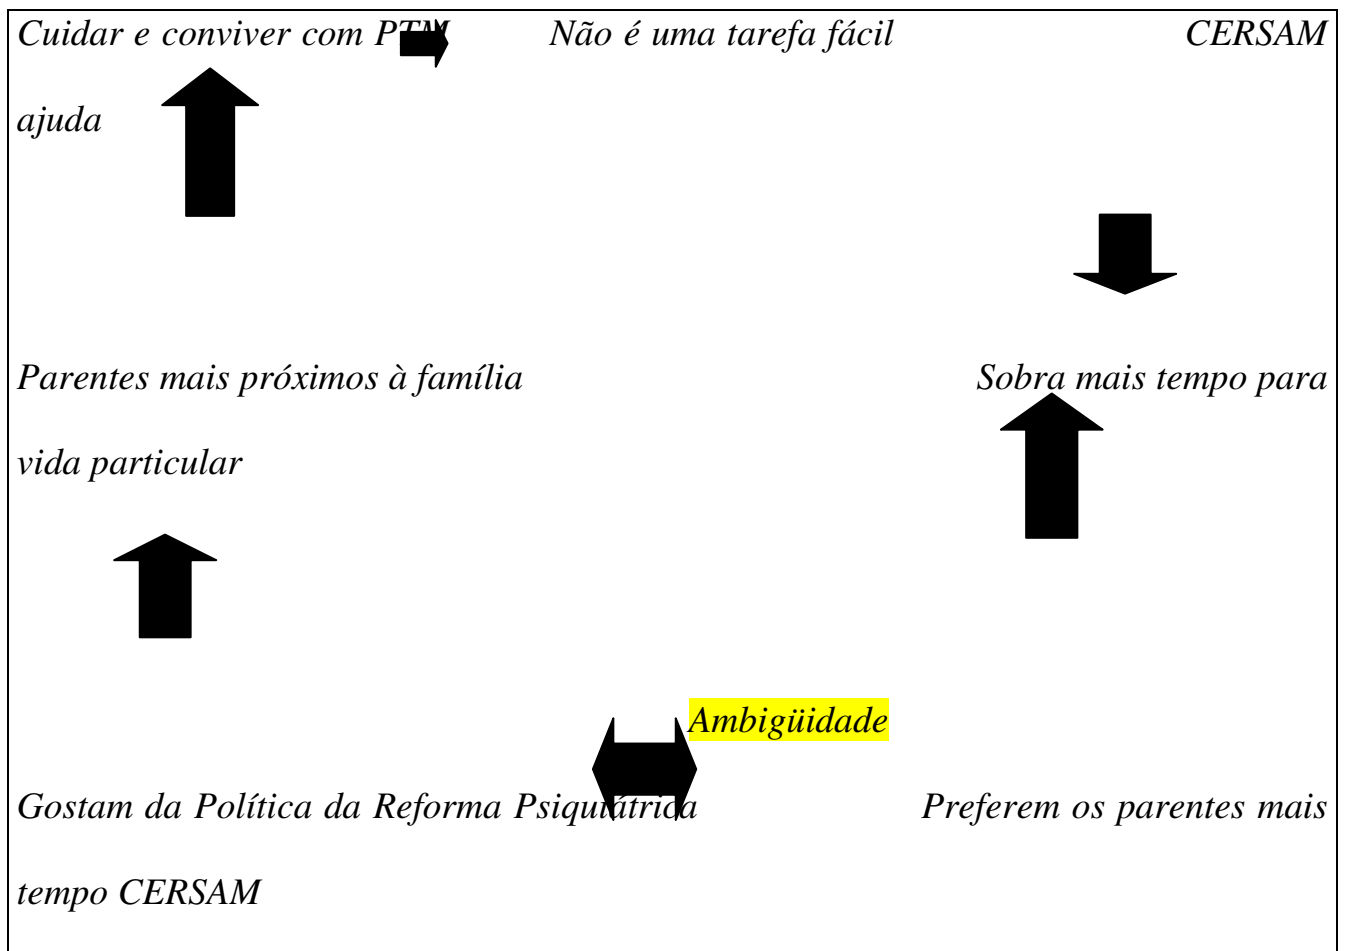 Cuidar e conviver com PTM Não é uma tarefa fácil CERSAM
ajuda
Parentes mais próximos à família Sobra mais tempo para
vida particular
Ambigüidade
Gostam da Política da Reforma Psiquiátrica Preferem os parentes mais
tempo CERSAM